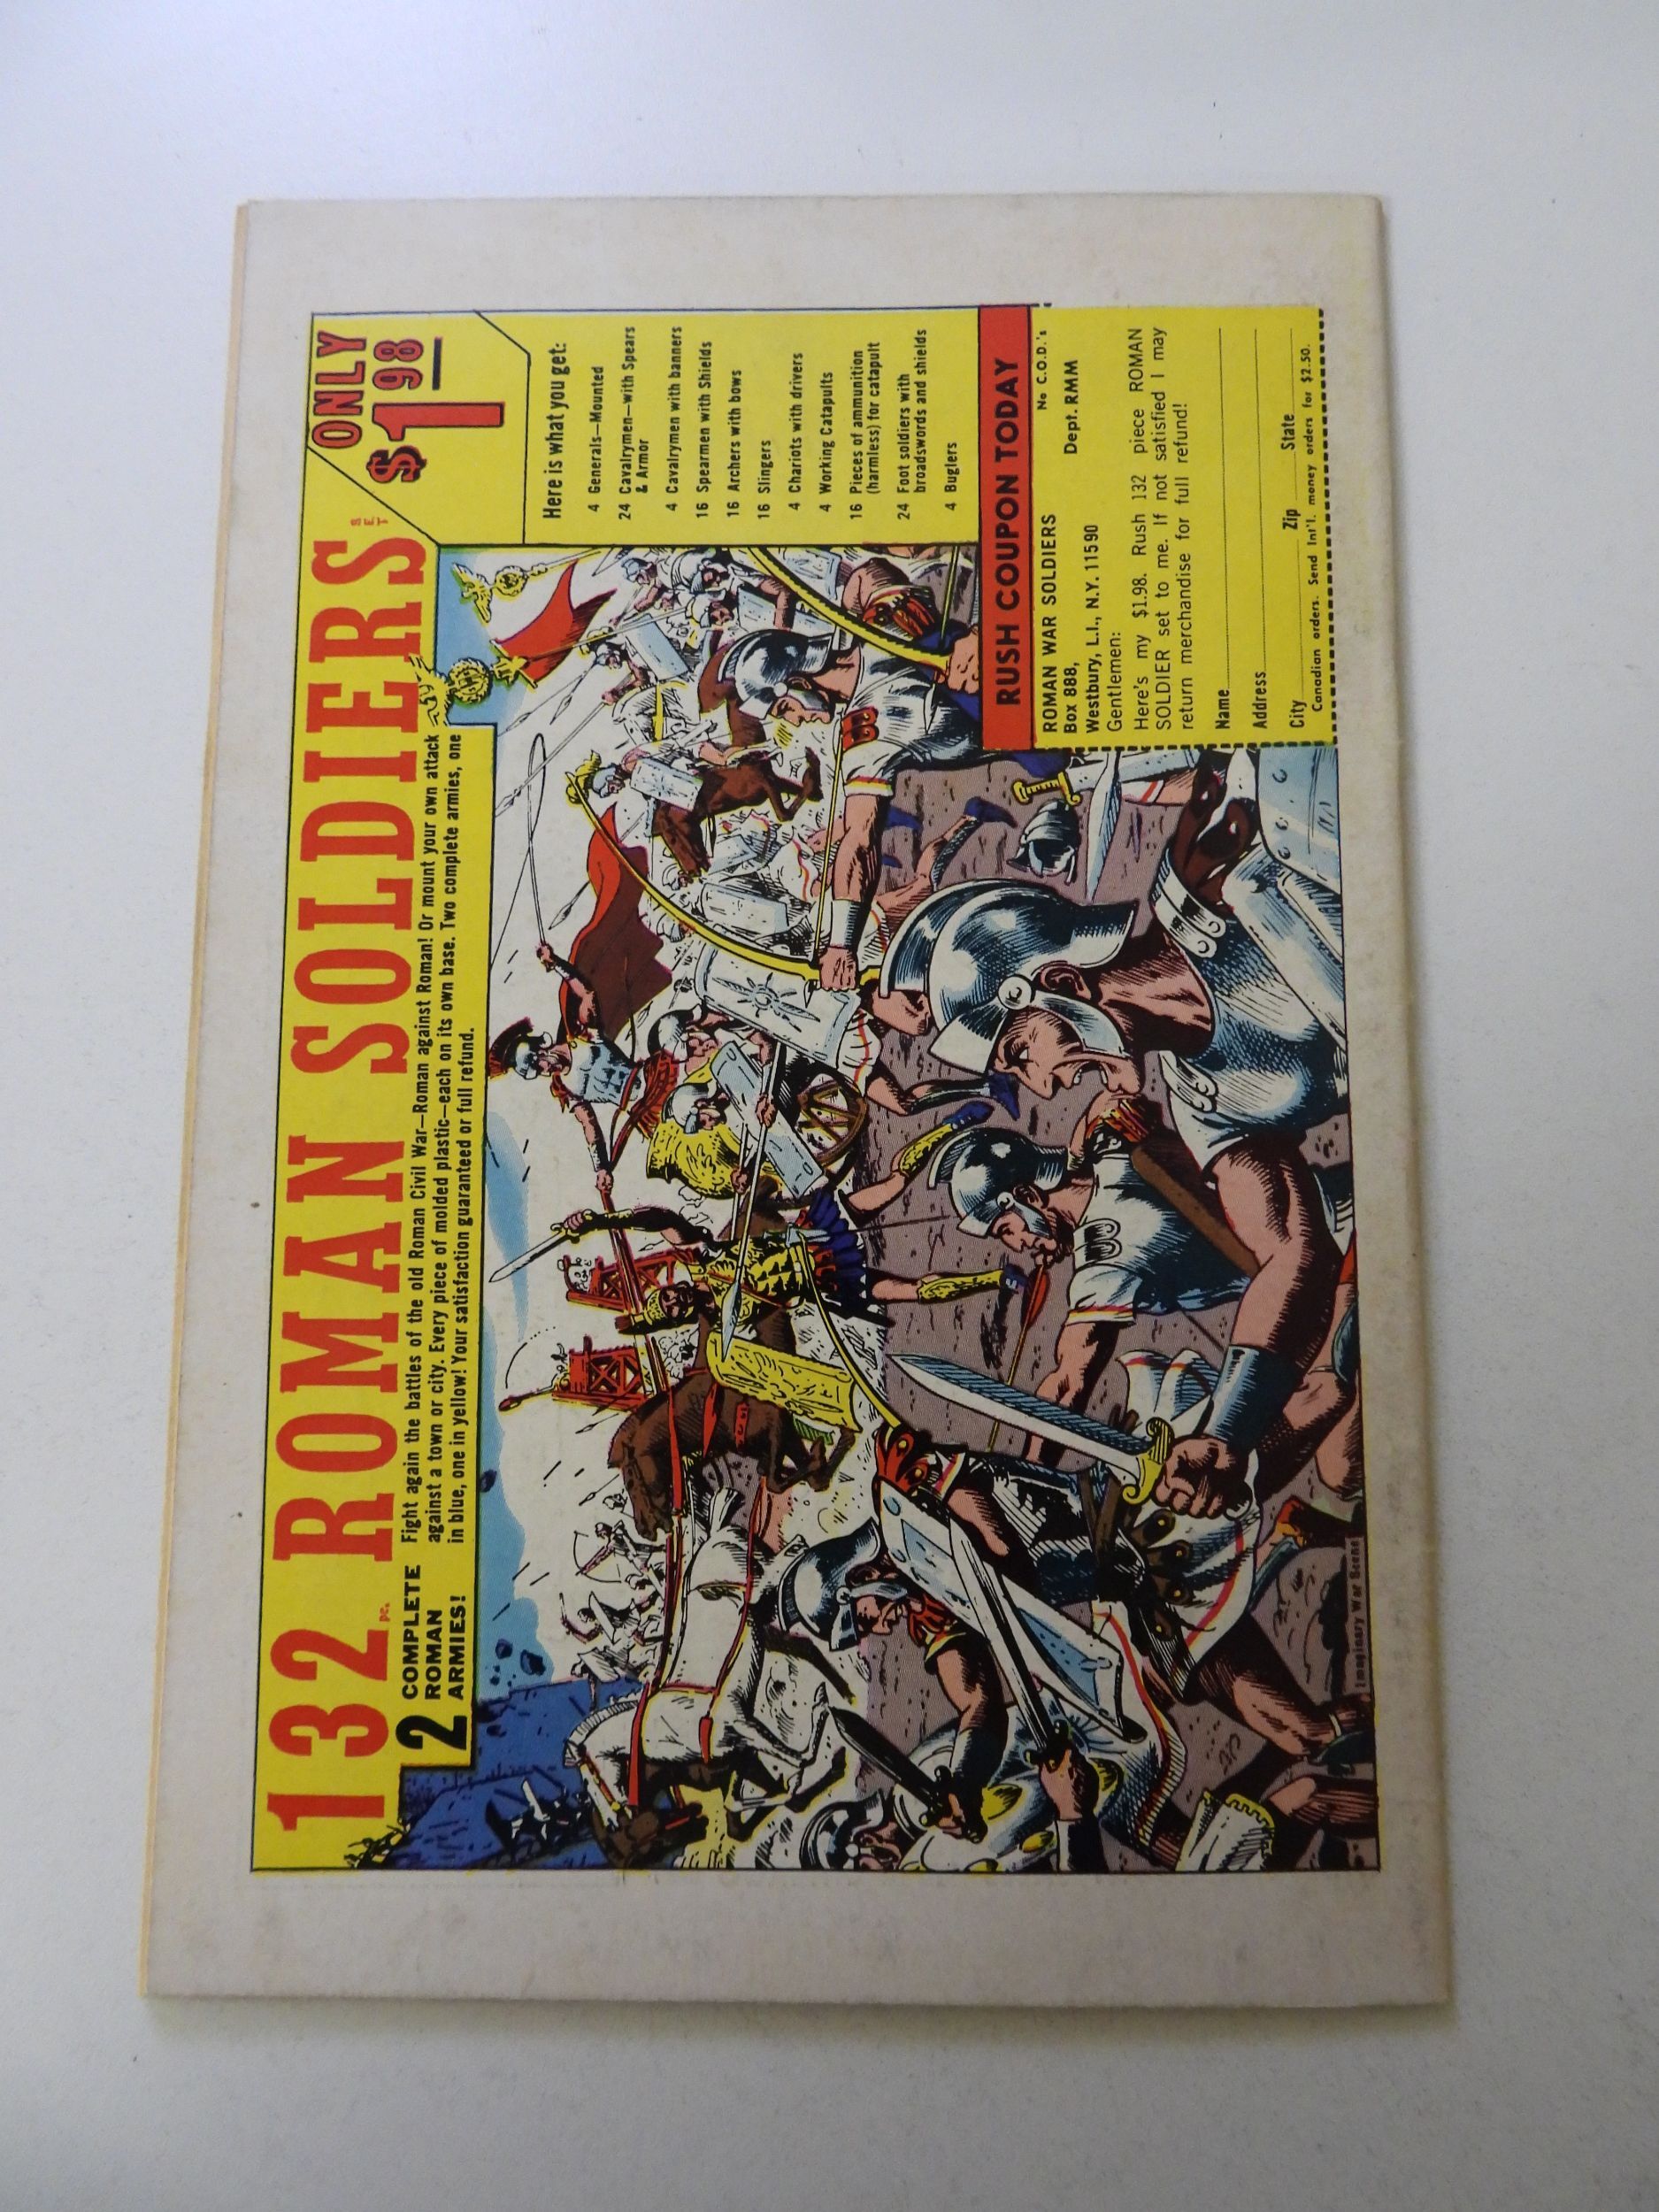 132 pc. ROMAN SOLDIERS SET
ONLY
$1.98
2 COMPLETE
ROMAN
ARMIES!
Fight again the battles of the old Roman Civil War—Roman against Roman! Or mount your own attack
against a town or city. Every piece of molded plastic—each on its own base. Two complete armies, one
in blue, one in yellow! Your satisfaction guaranteed or full refund.
Here is what you get:
4 Generals—Mounted
24 Cavalrymen—with Spears
& Armor
4 Cavalrymen with banners
16 Spearmen with Shields
16 Archers with bows
16 Slingers
4 Chariots with drivers
4 Working Catapults
16 Pieces of ammunition
(harmless) for catapult
24 Foot soldiers with
broadswords and shields
4 Buglers
RUSH COUPON TODAY
No C.O.D.'s
ROMAN WAR SOLDIERS
Box 888, Dept. RMM
Westbury, L.I., N.Y. 11590
Gentlemen:
Here's my $1.98. Rush 132 piece ROMAN
SOLDIER set to me. If not satisfied I may
return merchandise for full refund!
Name
Address
City Zip State
Canadian orders. Send Int'l. money orders for $2.50.
Imaginary War Scene